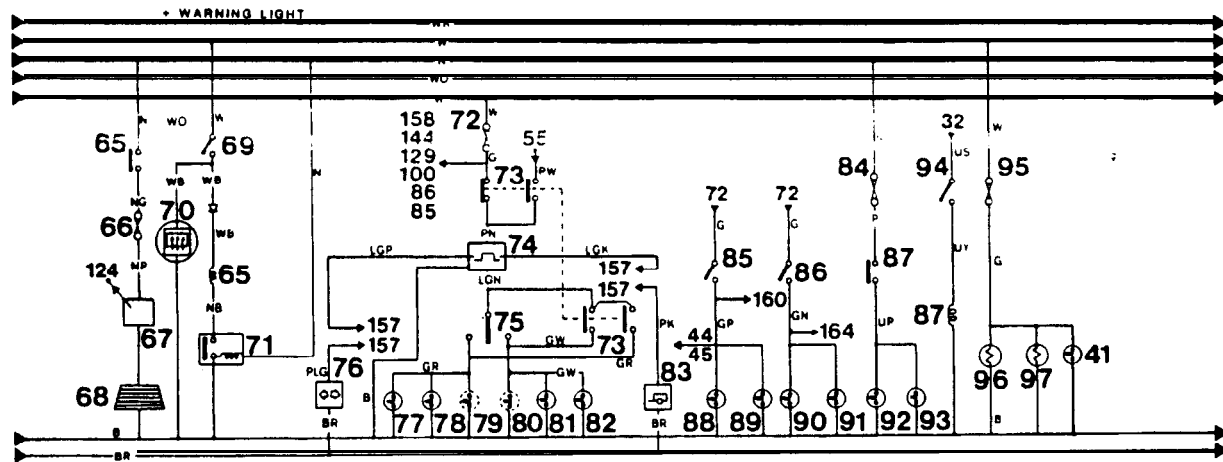 + WARNING LIGHT
WO
W
W
N WO W
65 69
158 72 W
144
129 G
100 73
86
85
55
PW
84
32
94 US
W
95
NG WB WB
66 70
WB
NP
124
65
NB
67 71
68
N
PN
LGP 74 LGK
LGN
157
157
157
157
72 72
G G
85 86
160
GP GN
164
P
87
UP
UY
87
G
75
GW 73
GR
PK
44
45
76
PLG
GR GW
83
B
77 78 79 80 81 82
88 89 90 91 92 93
96 97 41
BR BR
B B
BR